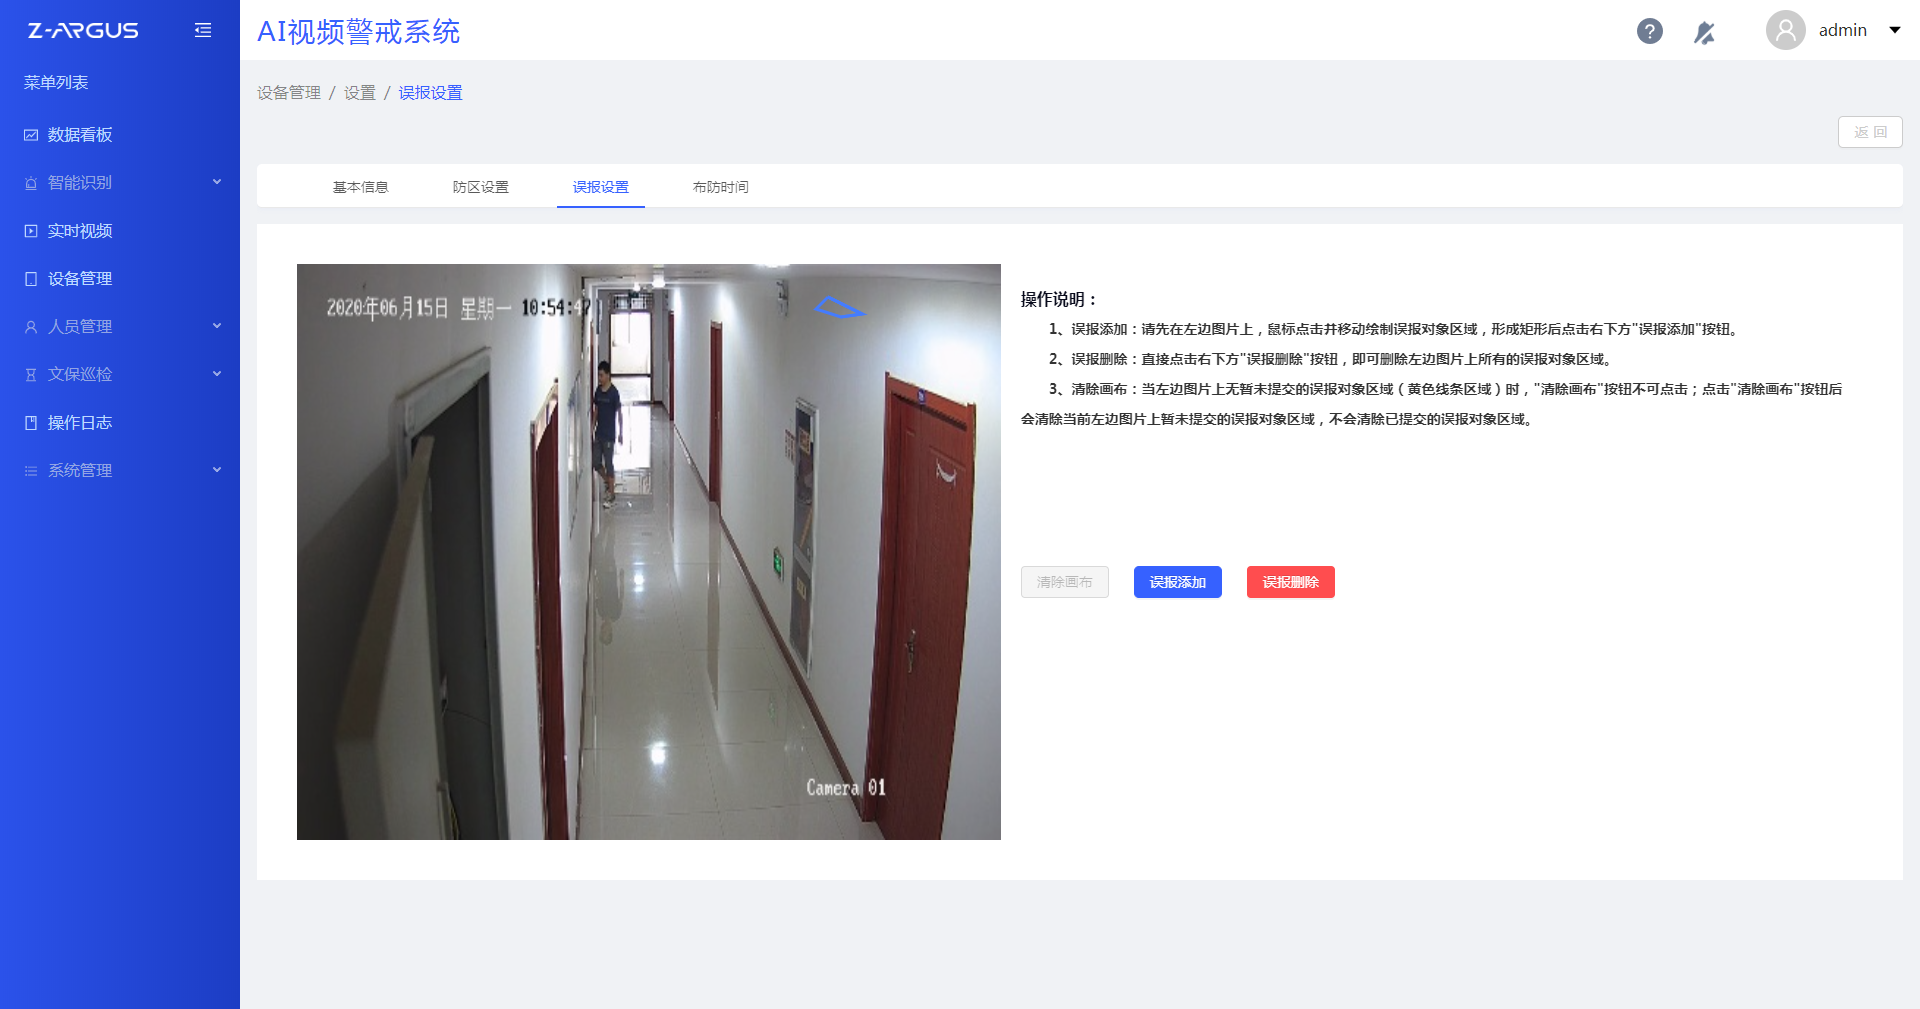 Z-ARGUS
AI视频警戒系统
?
admin
菜单列表
数据看板
智能识别
实时视频
设备管理
人员管理
文保巡检
操作日志
系统管理
设备管理 / 设置 / 误报设置
返 回
基本信息
防区设置
误报设置
布防时间
2020年06月15日 星期一 10:54:47
Camera 01
操作说明：
1、误报添加：请先在左边图片上，鼠标点击并移动绘制误报对象区域，形成矩形后点击右下方"误报添加"按钮。
2、误报删除：直接点击右下方"误报删除"按钮，即可删除左边图片上所有的误报对象区域。
3、清除画布：当左边图片上无暂未提交的误报对象区域（黄色线条区域）时，"清除画布"按钮不可点击；点击"清除画布"按钮后
会清除当前左边图片上暂未提交的误报对象区域，不会清除已提交的误报对象区域。
清除画布
误报添加
误报删除